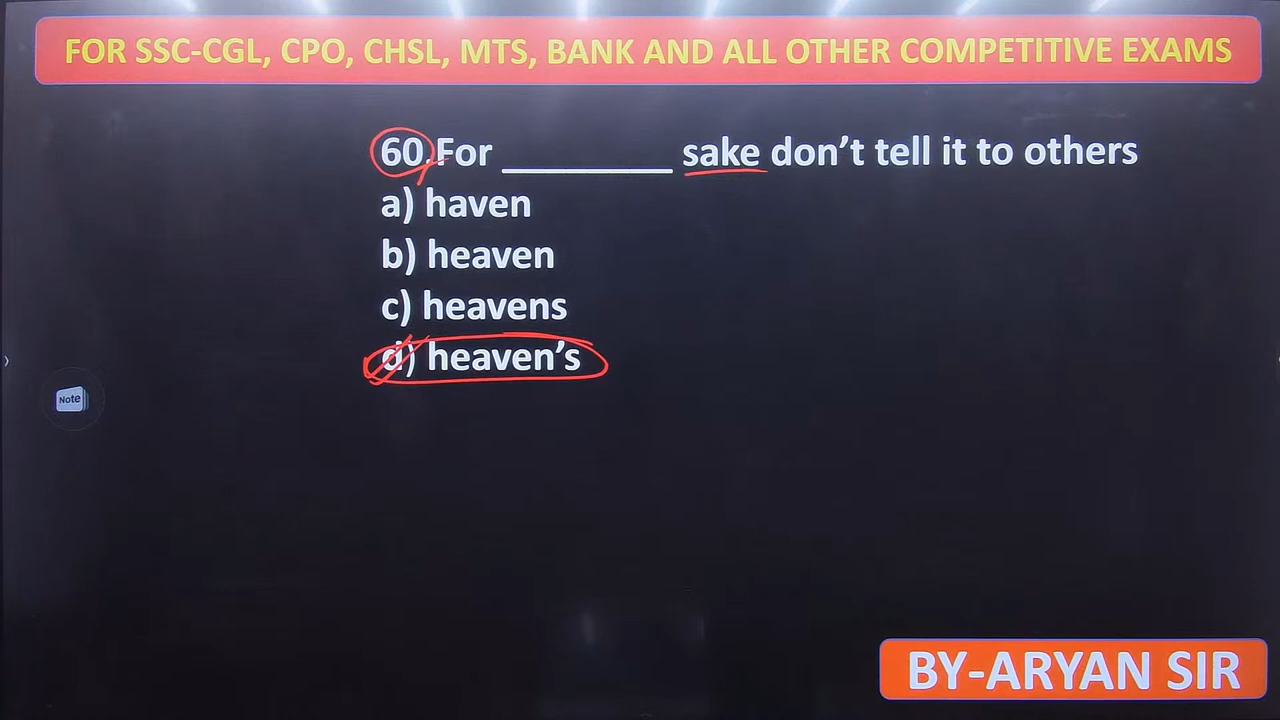 FOR SSC-CGL, CPO, CHSL, MTS, BANK AND ALL OTHER COMPETITIVE EXAMS
60.For __________ sake don't tell it to others
a) haven
b) heaven
c) heavens
d) heaven's
Note
BY-ARYAN SIR